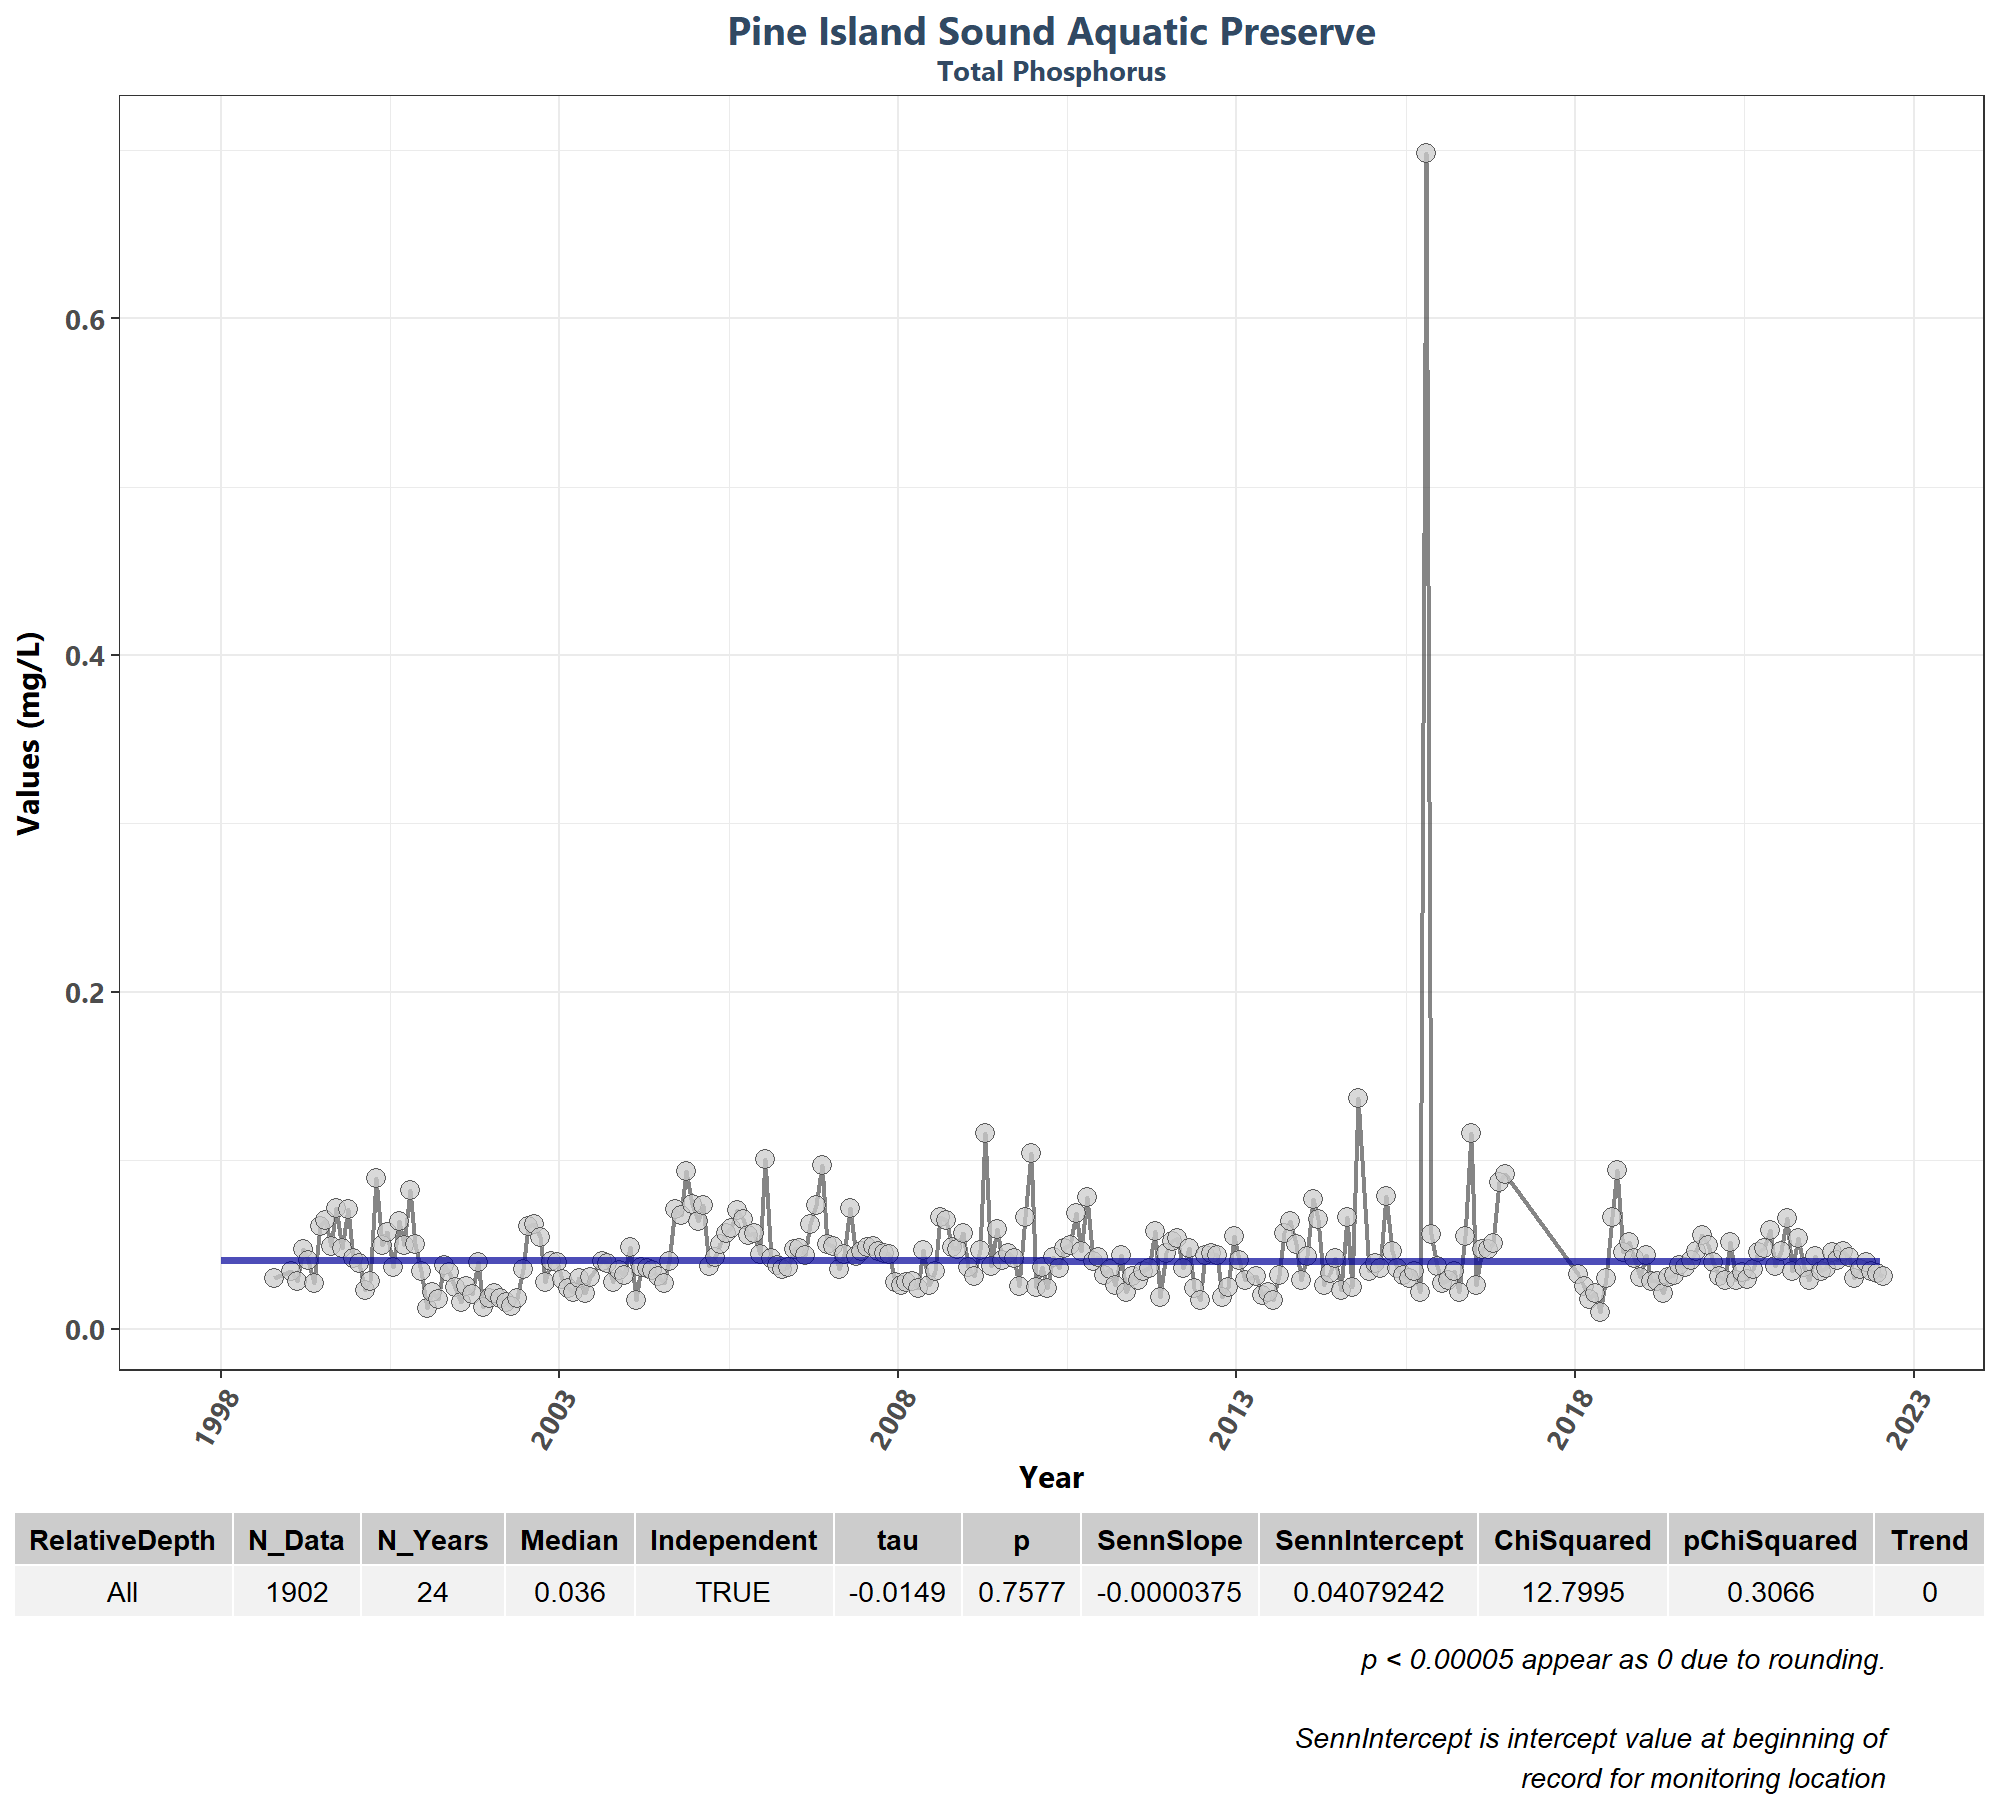 Pine Island Sound Aquatic Preserve
Total Phosphorus
Values (mg/L)
0.6
0.4
0.2
0.0
1998 2003 2008 2013 2018 2023
Year
RelativeDepth N_Data N_Years Median Independent tau p SennSlope SennIntercept ChiSquared pChiSquared Trend
All 1902 24 0.036 TRUE -0.0149 0.7577 -0.0000375 0.04079242 12.7995 0.3066 0
p < 0.00005 appear as 0 due to rounding.
SennIntercept is intercept value at beginning of
record for monitoring location